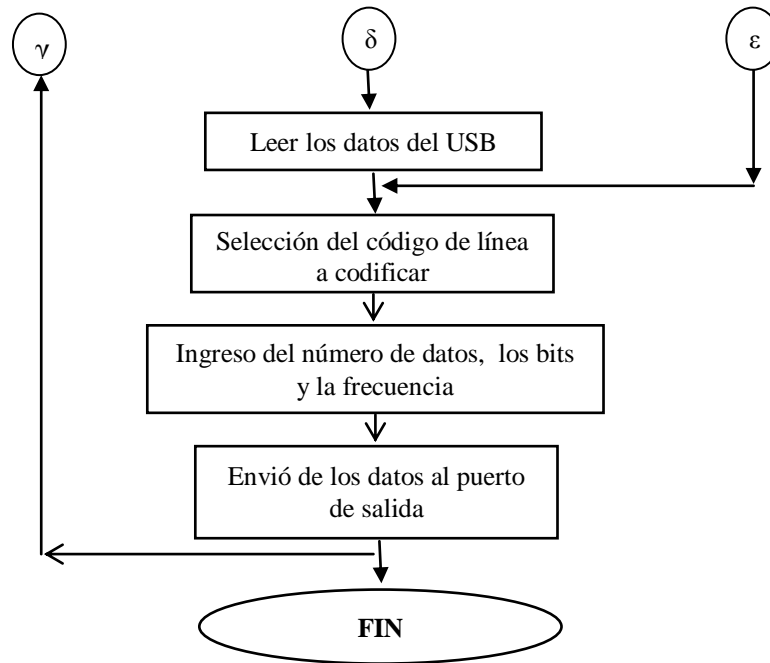 γ
δ
ε
Leer los datos del USB
Selección del código de línea
a codificar
Ingreso del número de datos, los bits
y la frecuencia
Envió de los datos al puerto
de salida
FIN